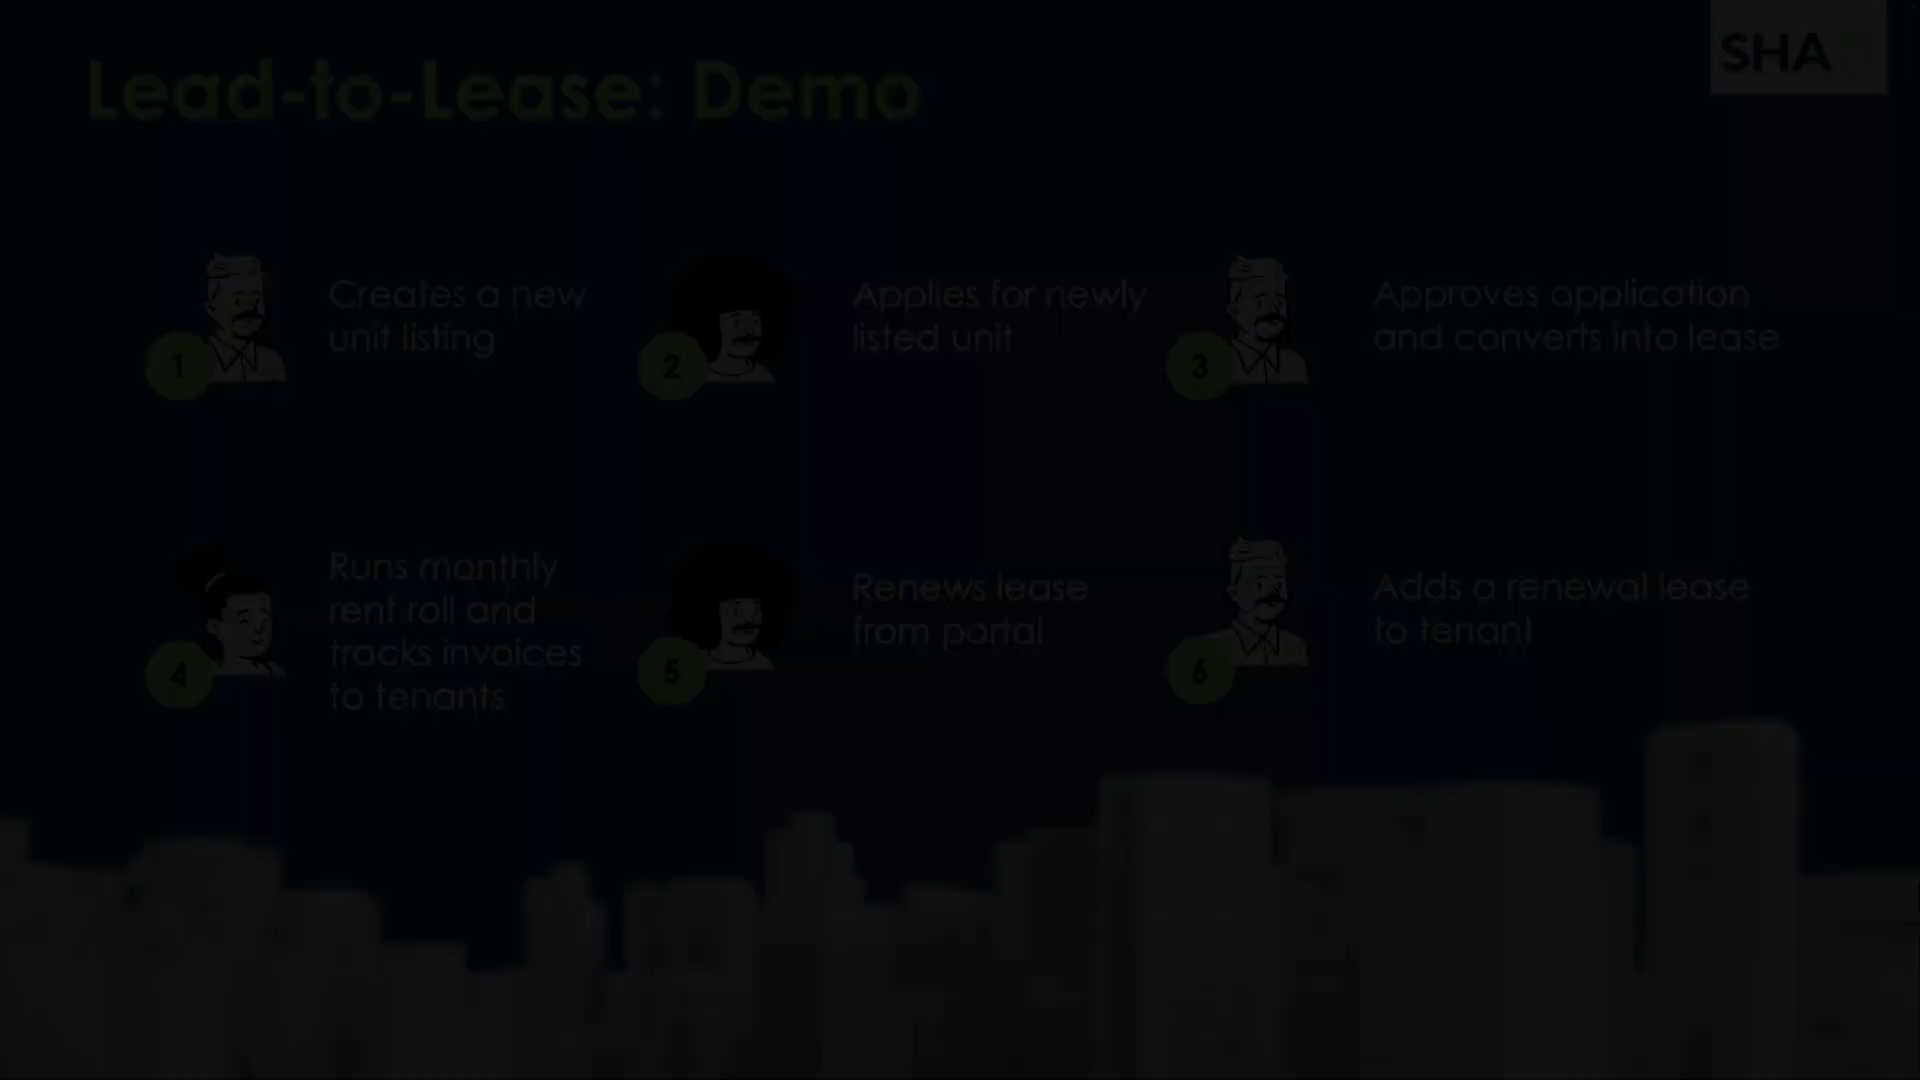 SHA
Lead-to-Lease: Demo
1
Creates a new
unit listing
2
Applies for newly
listed unit
3
Approves application
and converts into lease
4
Runs monthly
rent roll and
tracks invoices
to tenants
5
Renews lease
from portal
6
Adds a renewal lease
to tenant